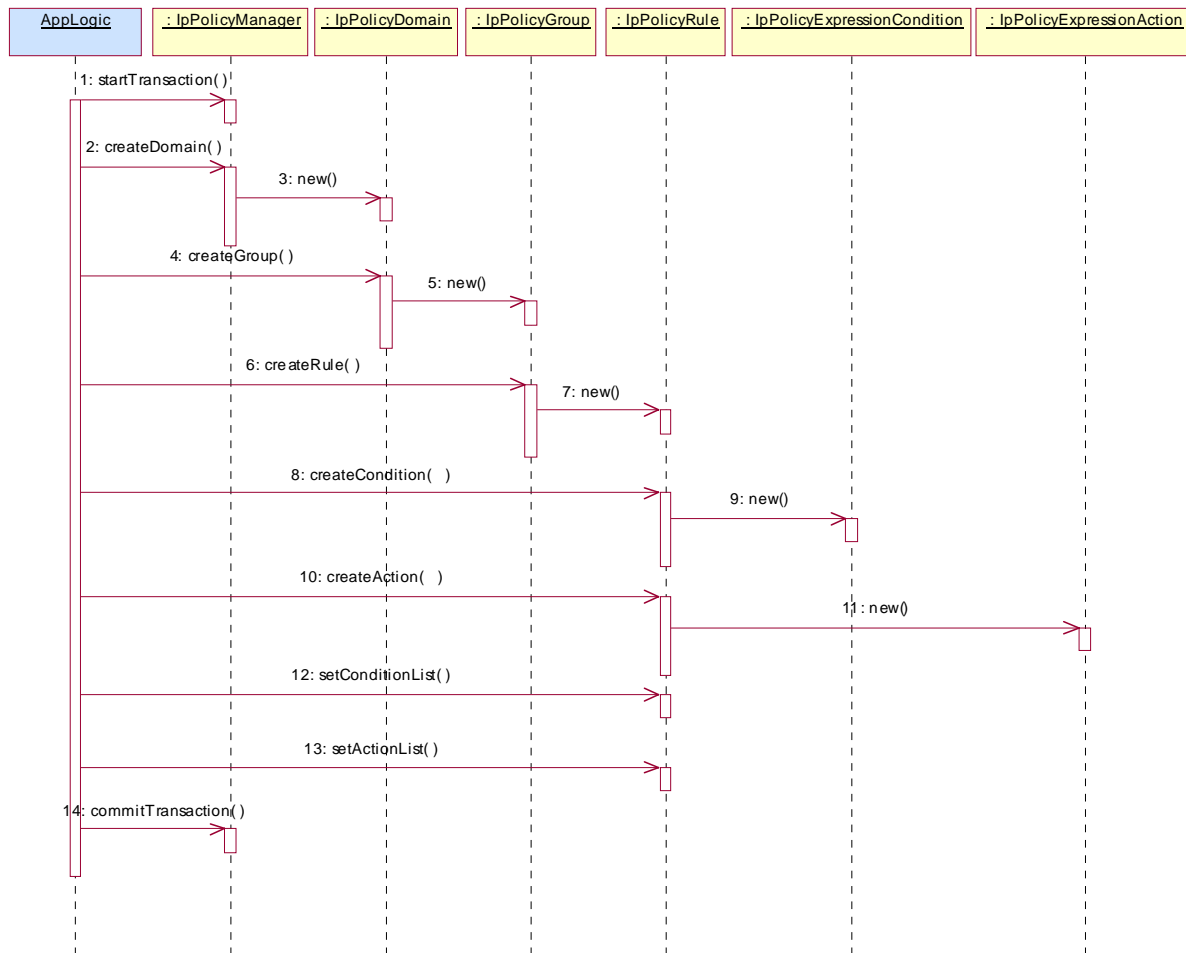 AppLogic
: IpPolicyManager
: IpPolicyDomain
: IpPolicyGroup
: IpPolicyRule
: IpPolicyExpressionCondition
: IpPolicyExpressionAction
1: startTransaction( )
2: createDomain( )
3: new()
4: createGroup( )
5: new()
6: createRule( )
7: new()
8: createCondition(  )
9: new()
10: createAction(  )
11: new()
12: setConditionList( )
13: setActionList( )
14: commitTransaction( )